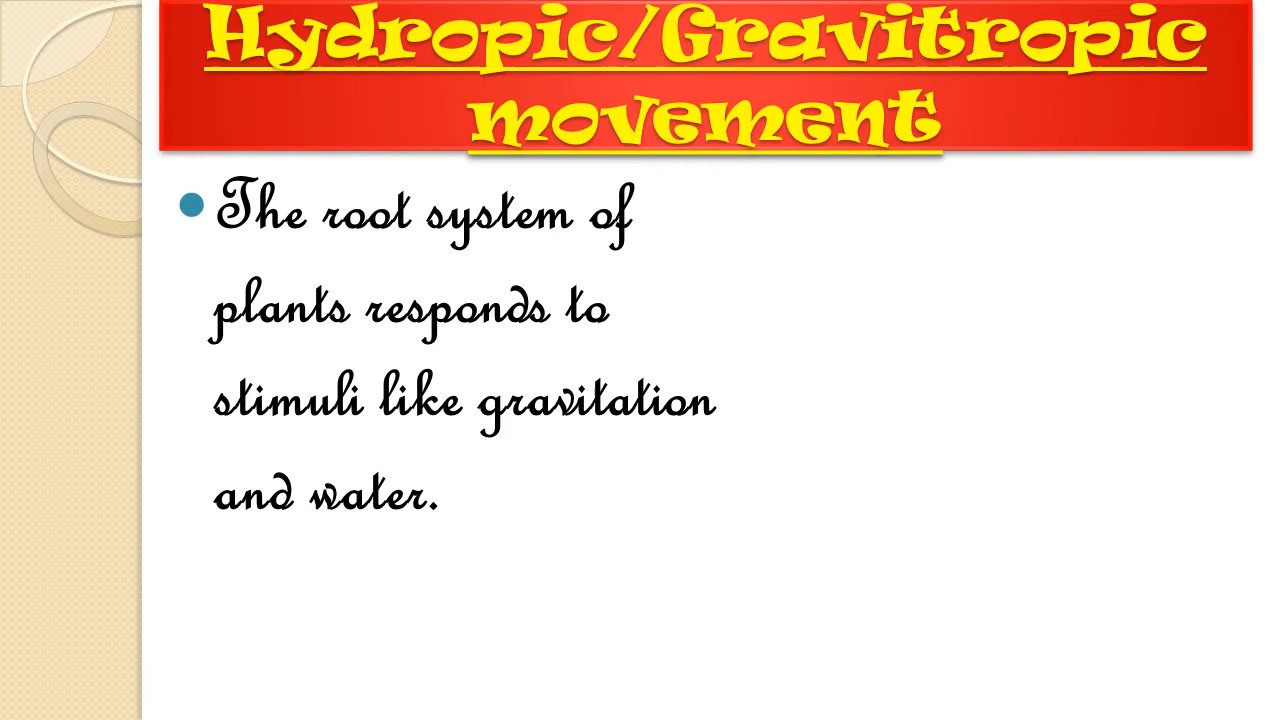 Hydropic/Gravitropic
movement
The root system of
plants responds to
stimuli like gravitation
and water.